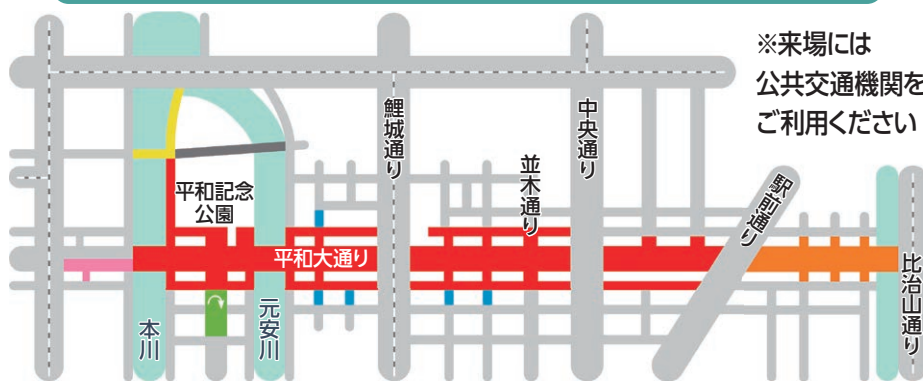 ※来場には
公共交通機関を
ご利用ください
鯉城通り
中央通り
並木通り
駅前通り
平和記念
公園
平和大通り
比治山通り
本川
元安川